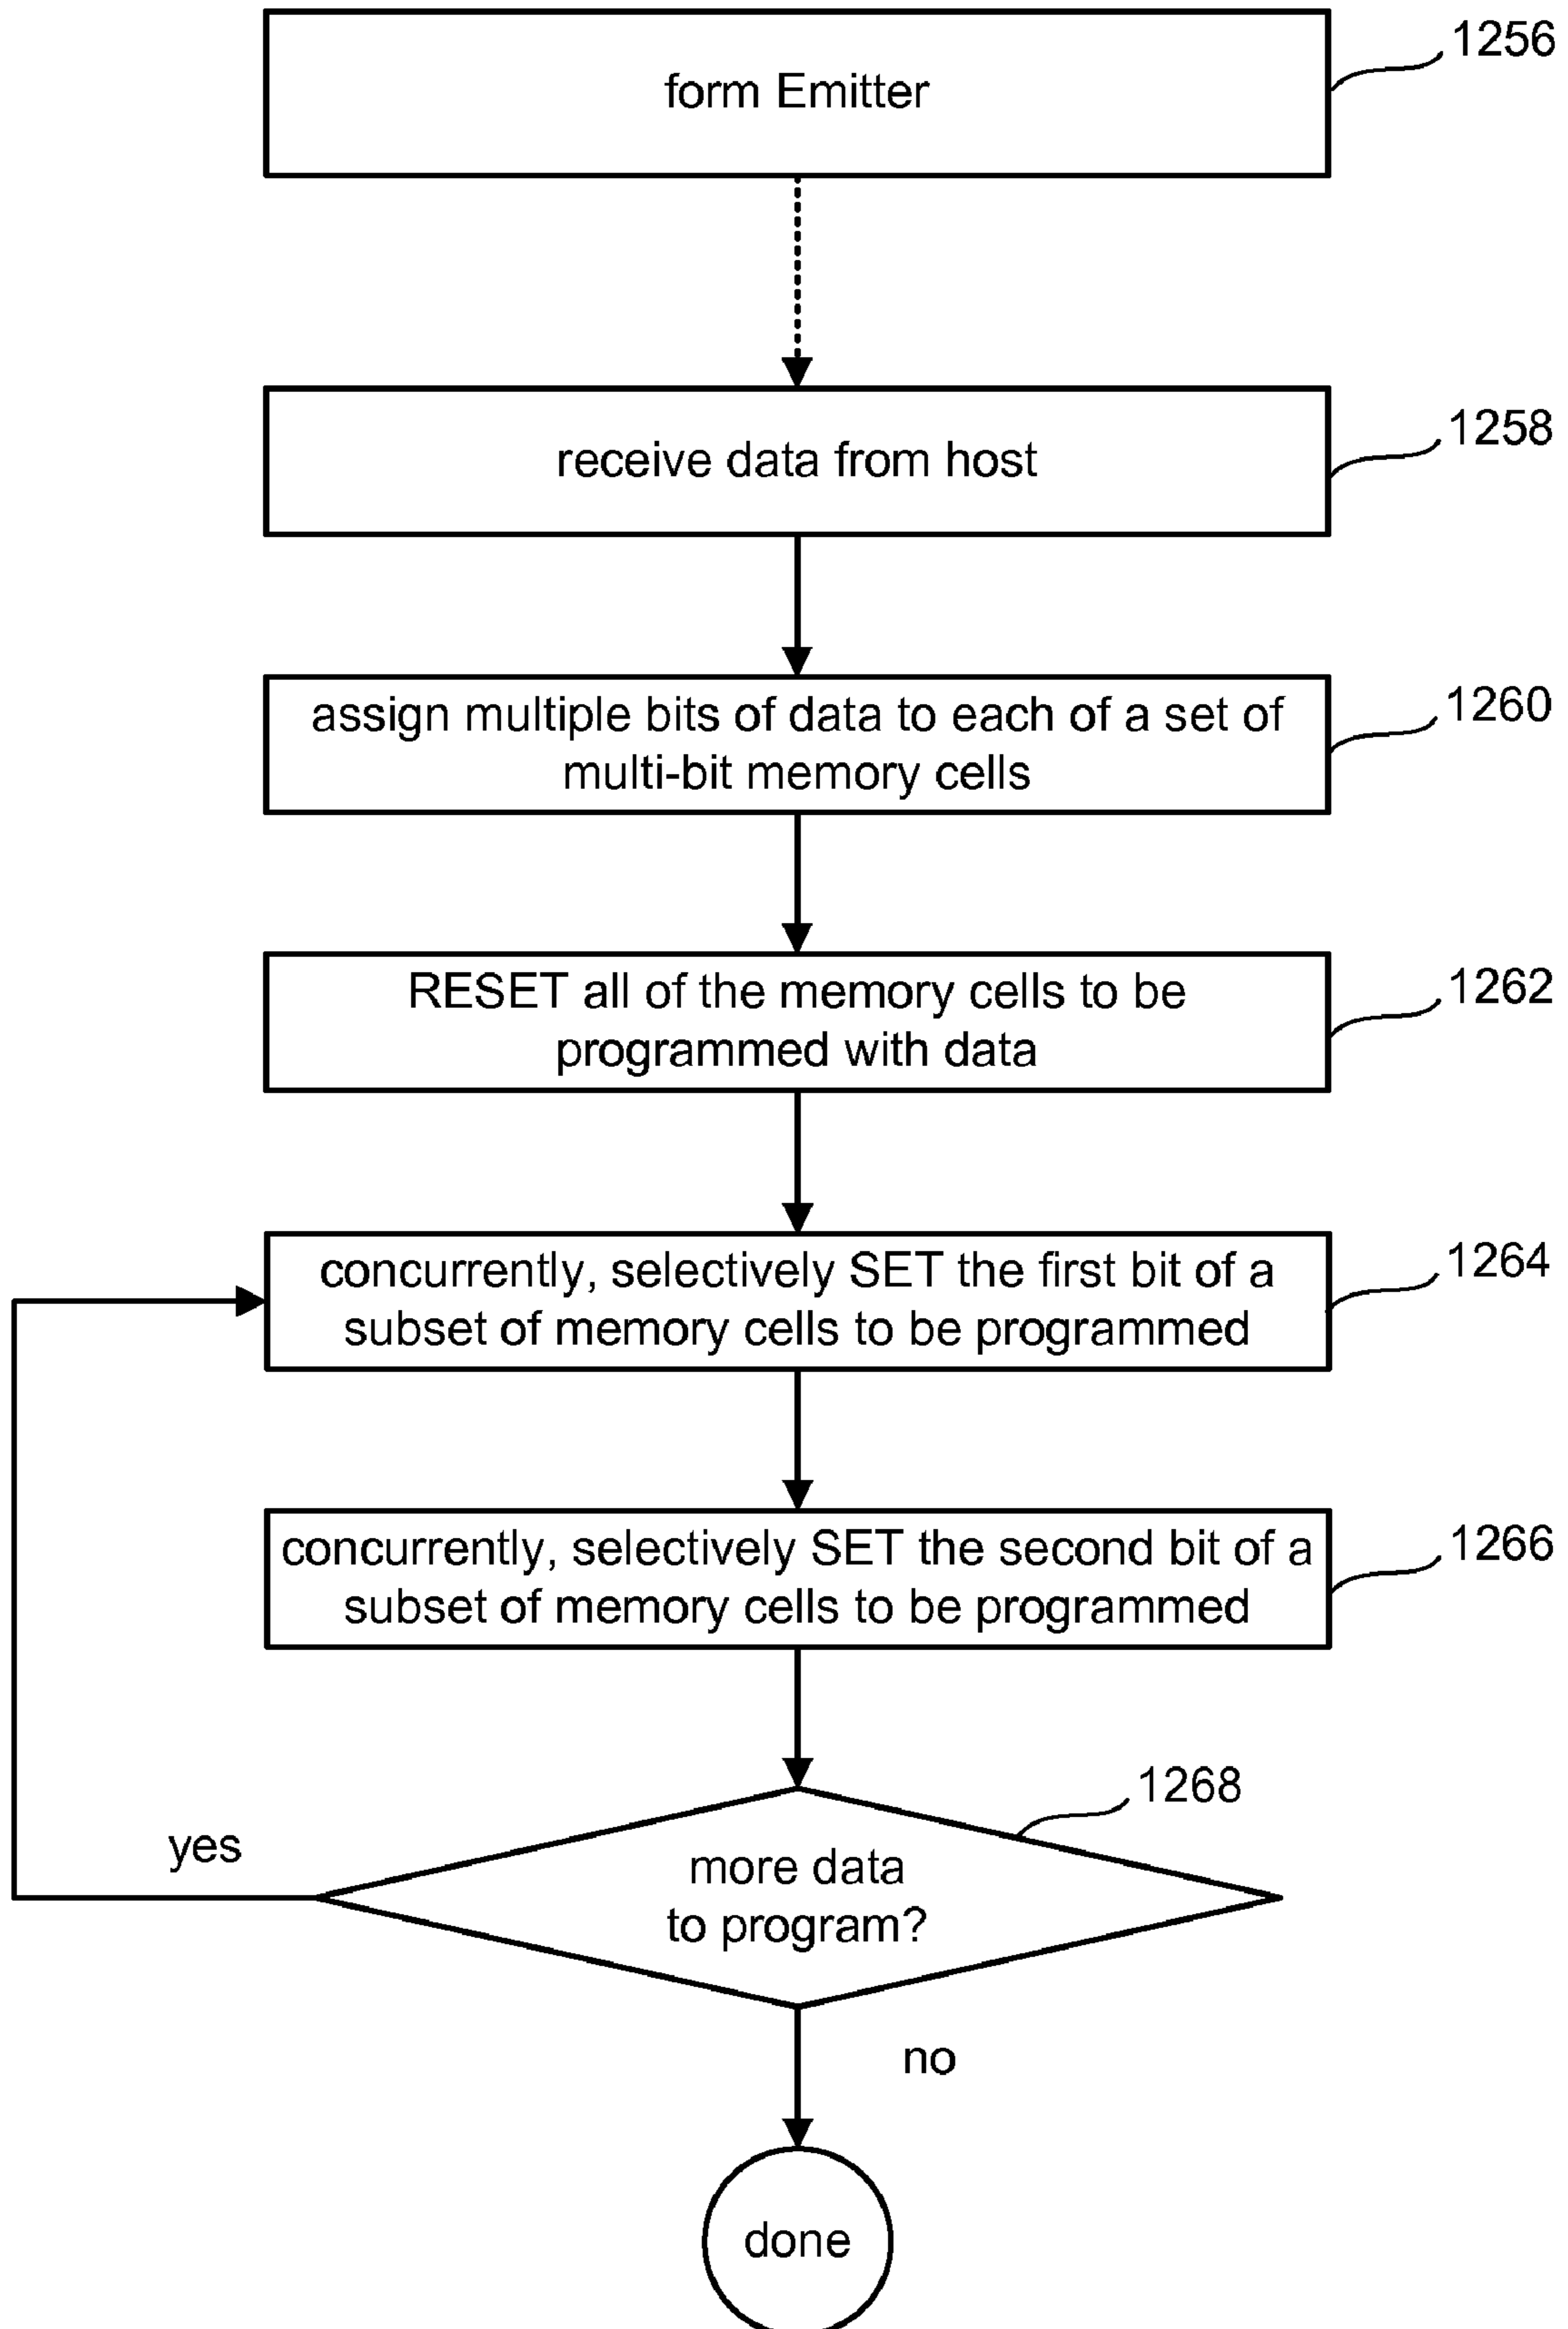 form Emitter
1256
receive data from host
1258
assign multiple bits of data to each of a set of
multi-bit memory cells
1260
RESET all of the memory cells to be
programmed with data
1262
concurrently, selectively SET the first bit of a
subset of memory cells to be programmed
1264
concurrently, selectively SET the second bit of a
subset of memory cells to be programmed
1266
1268
more data
to program?
yes
no
done